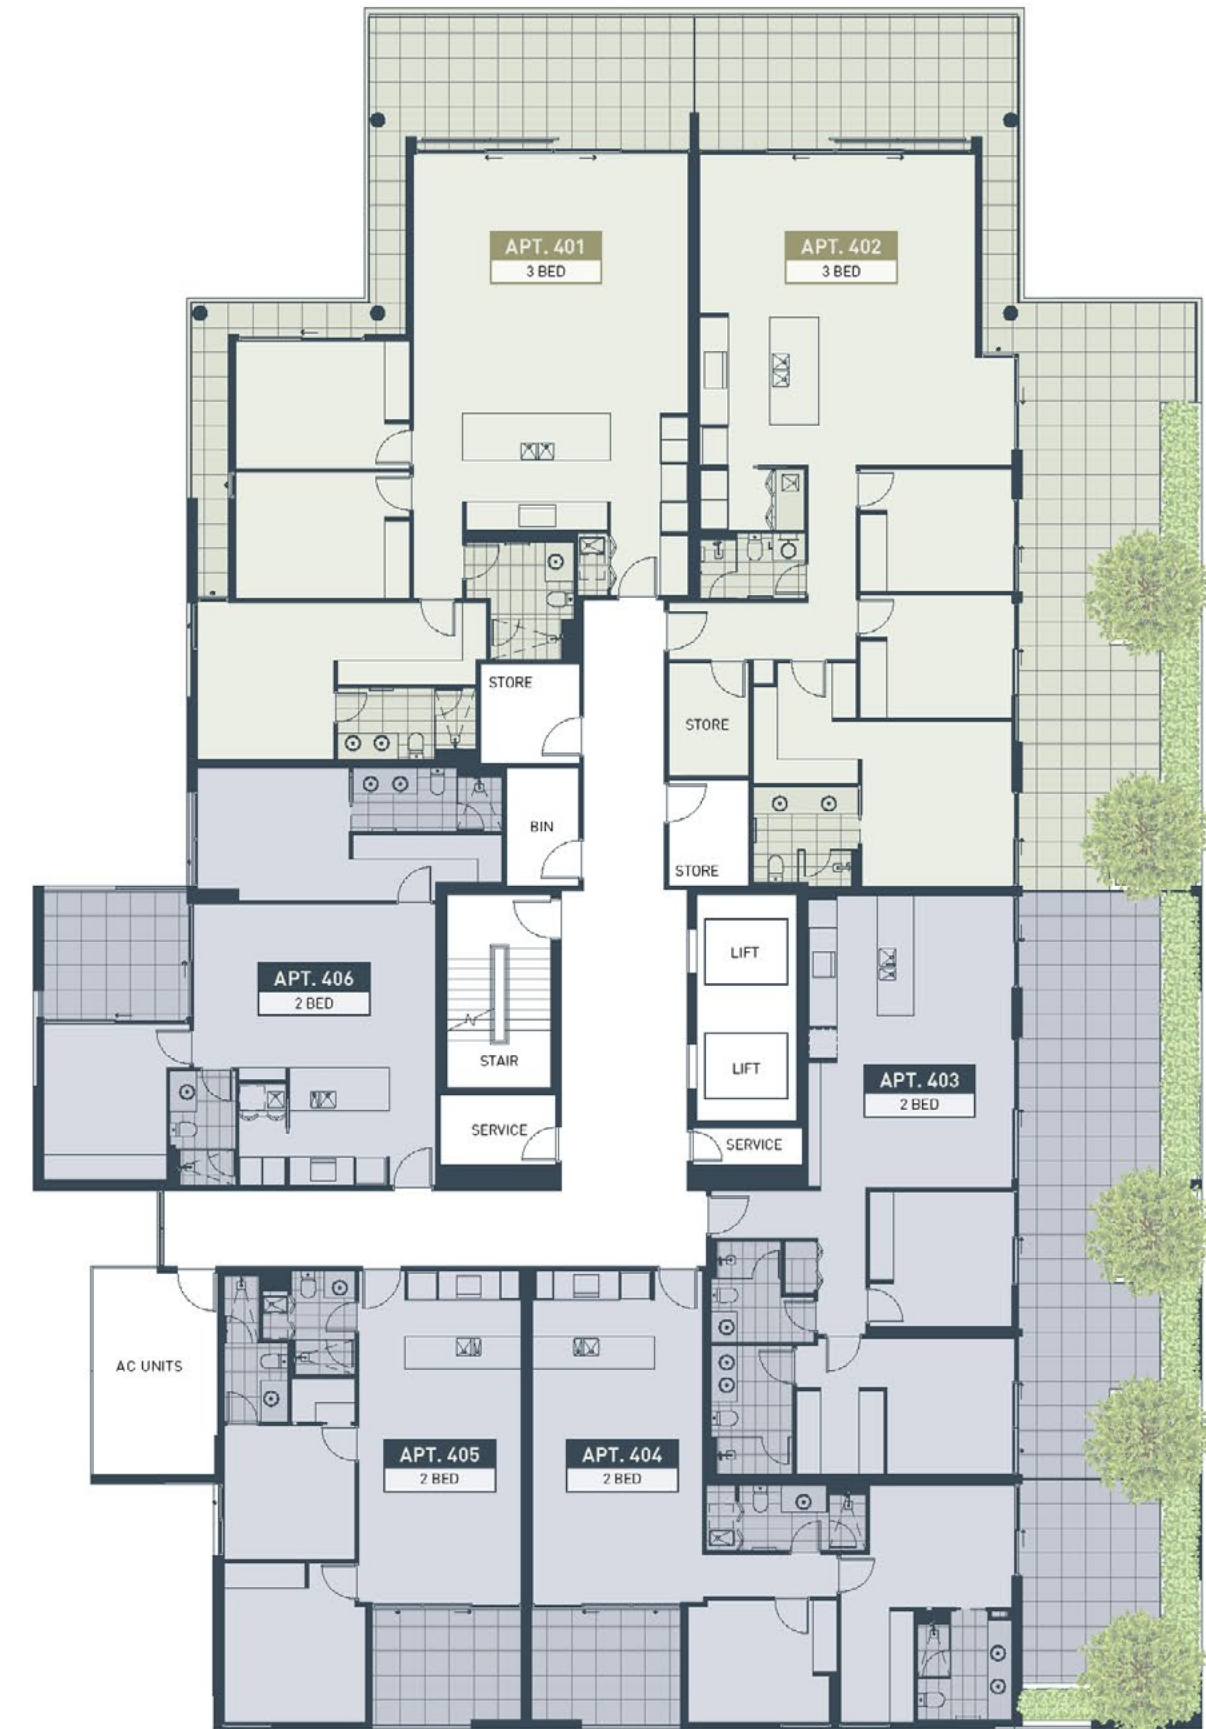 APT. 401
3 BED
APT. 402
3 BED
STORE
STORE
BIN
STORE
LIFT
APT. 406
2 BED
STAIR
LIFT
APT. 403
2 BED
SERVICE
SERVICE
AC UNITS
APT. 405
2 BED
APT. 404
2 BED